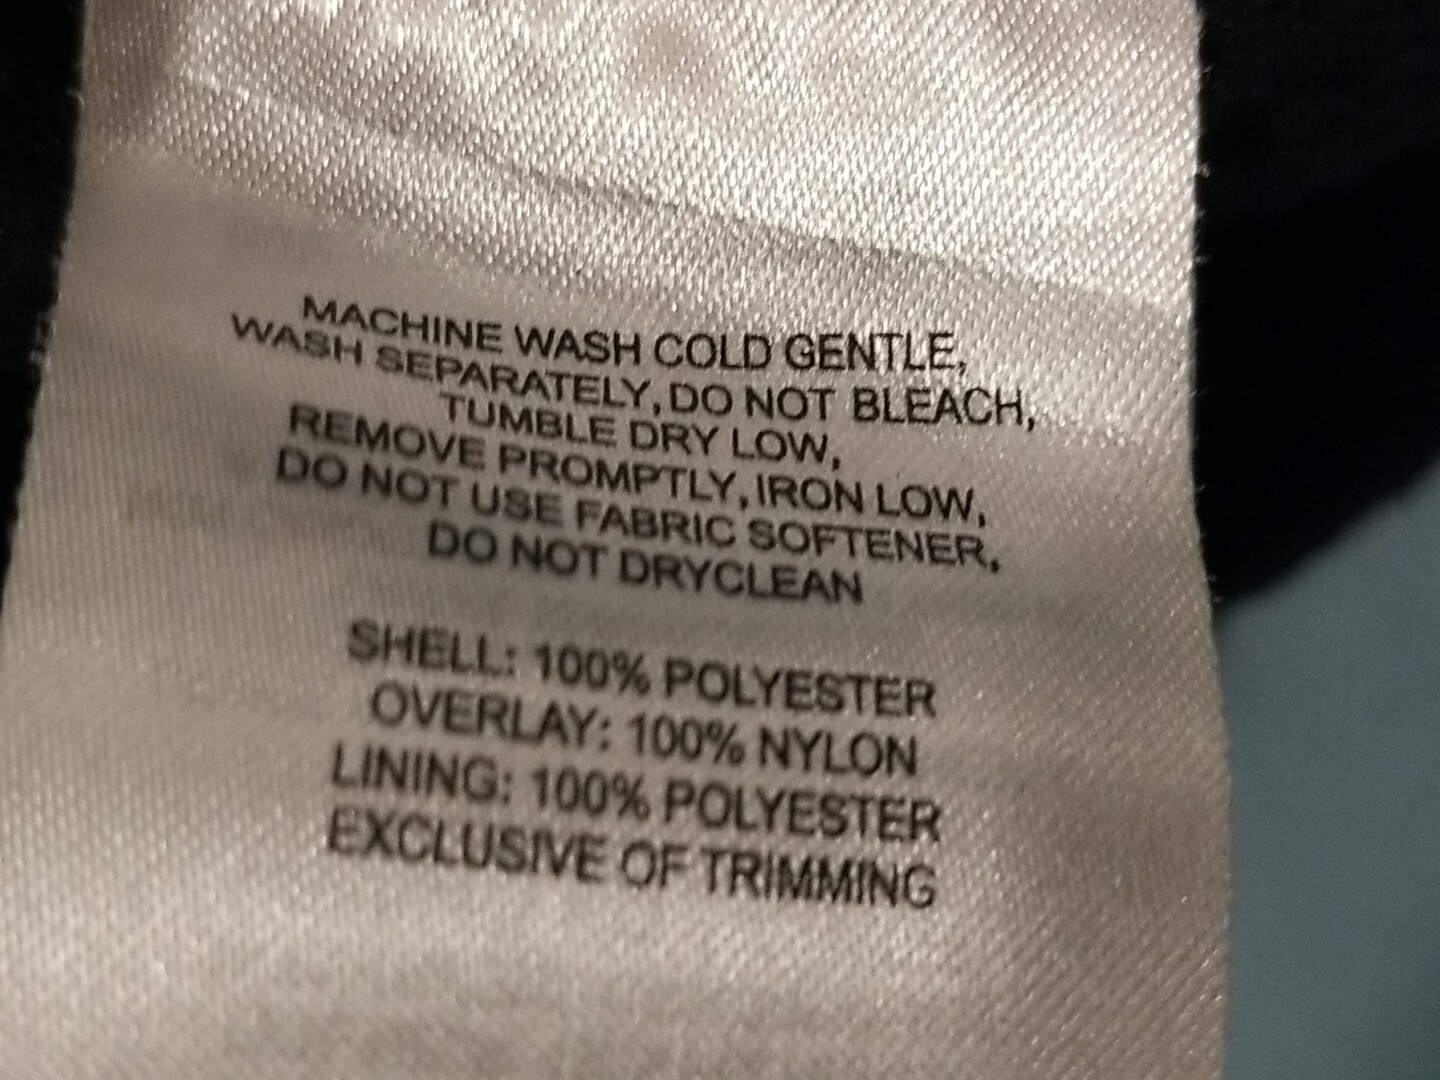 MACHINE WASH COLD GENTLE,
WASH SEPARATELY, DO NOT BLEACH,
TUMBLE DRY LOW,
REMOVE PROMPTLY, IRON LOW,
DO NOT USE FABRIC SOFTENER,
DO NOT DRYCLEAN
SHELL: 100% POLYESTER
OVERLAY: 100% NYLON
LINING: 100% POLYESTER
EXCLUSIVE OF TRIMMING